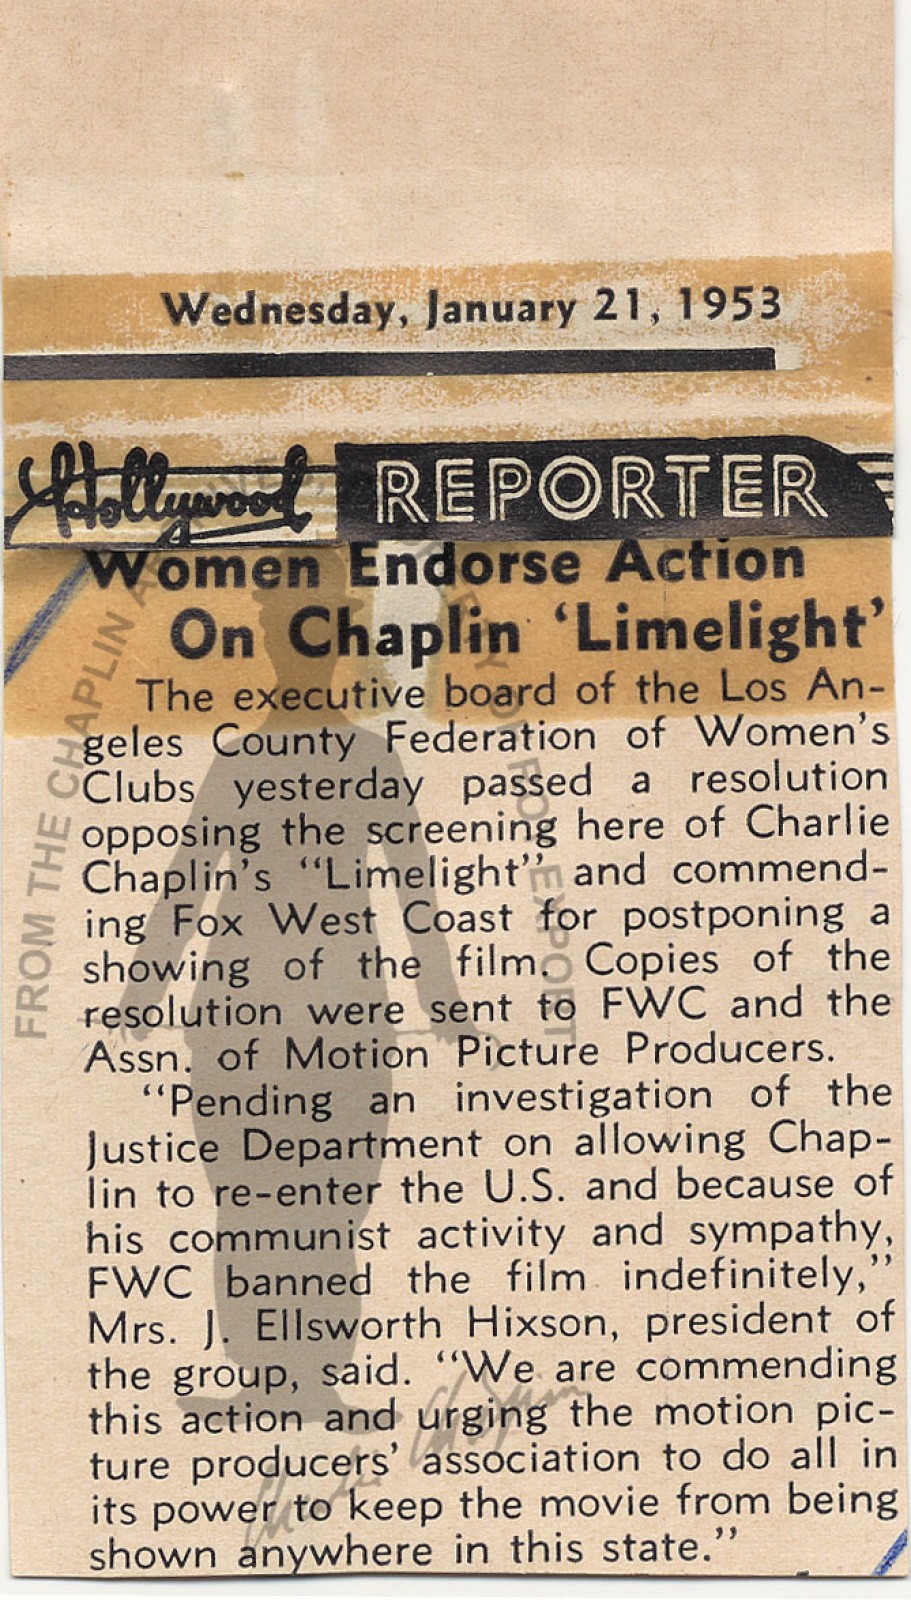 Wednesday, January 21, 1953
Hollywood REPORTER
Women Endorse Action
On Chaplin ‘Limelight’
The executive board of the Los An-
geles County Federation of Women's
Clubs yesterday passed a resolution
opposing the screening here of Charlie
Chaplin's “Limelight” and commend-
ing Fox West Coast for postponing a
showing of the film. Copies of the
resolution were sent to FWC and the
Assn. of Motion Picture Producers.
“Pending an investigation of the
Justice Department on allowing Chap-
lin to re-enter the U.S. and because of
his communist activity and sympathy,
FWC banned the film indefinitely,”
Mrs. J. Ellsworth Hixson, president of
the group, said. “We are commending
this action and urging the motion pic-
ture producers’ association to do all in
its power to keep the movie from being
shown anywhere in this state.”
FROM THE CHAPLIN
NOT EXPORT